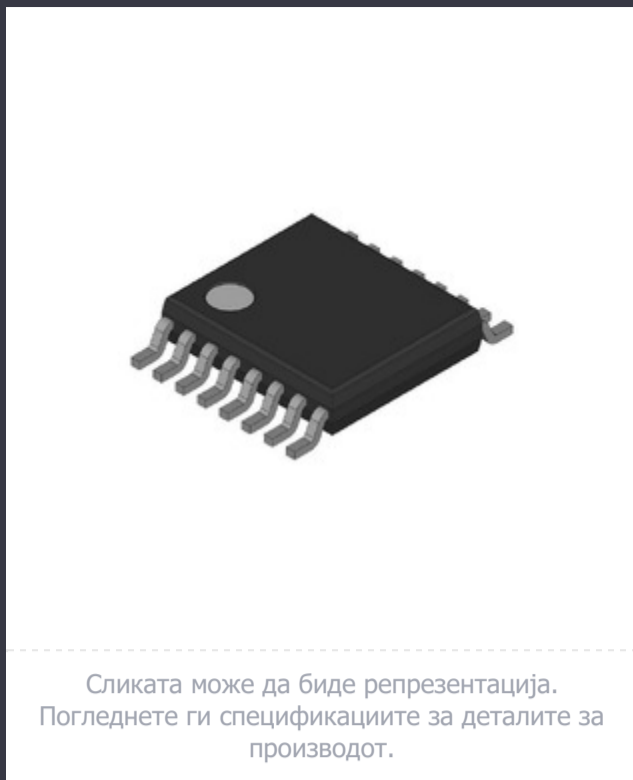 Сликата може да биде репрезентација.
Погледнете ги спецификациите за деталите за
производот.